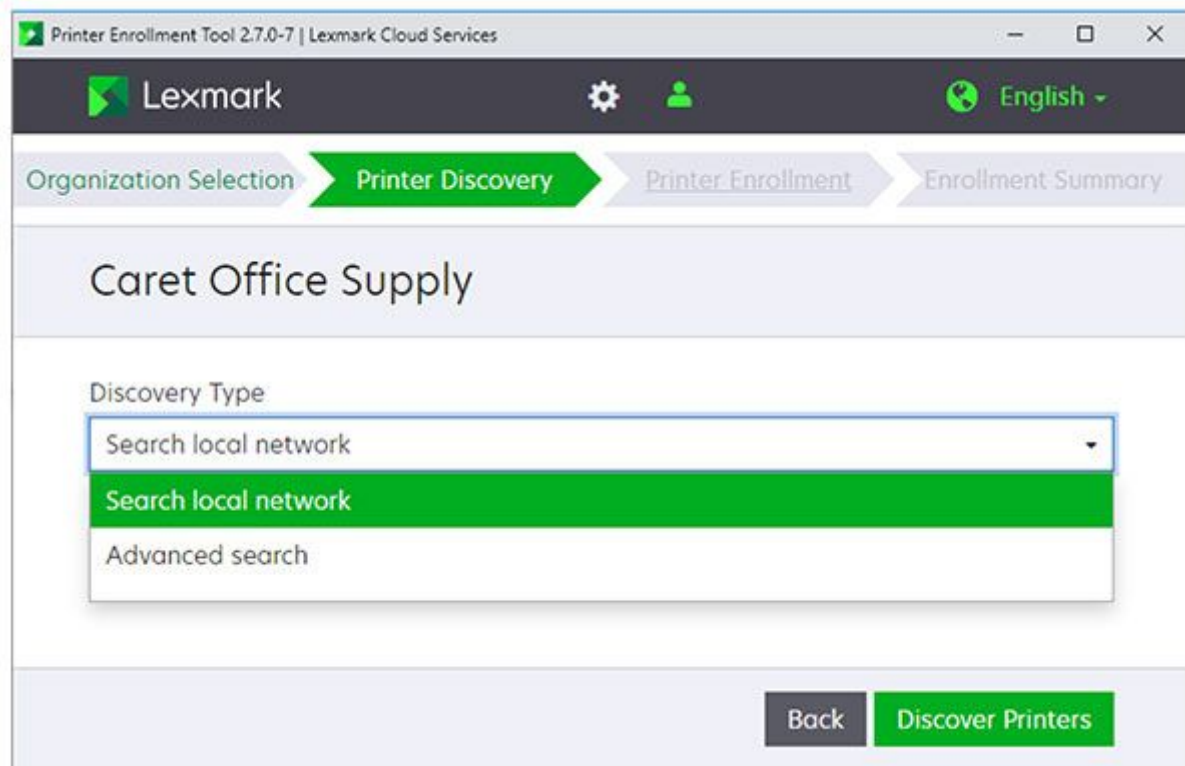 Printer Enrollment Tool 2.7.0-7 | Lexmark Cloud Services
Lexmark
English
Organization Selection
Printer Discovery
Printer Enrollment
Enrollment Summary
Caret Office Supply
Discovery Type
Search local network
Search local network
Advanced search
Back
Discover Printers